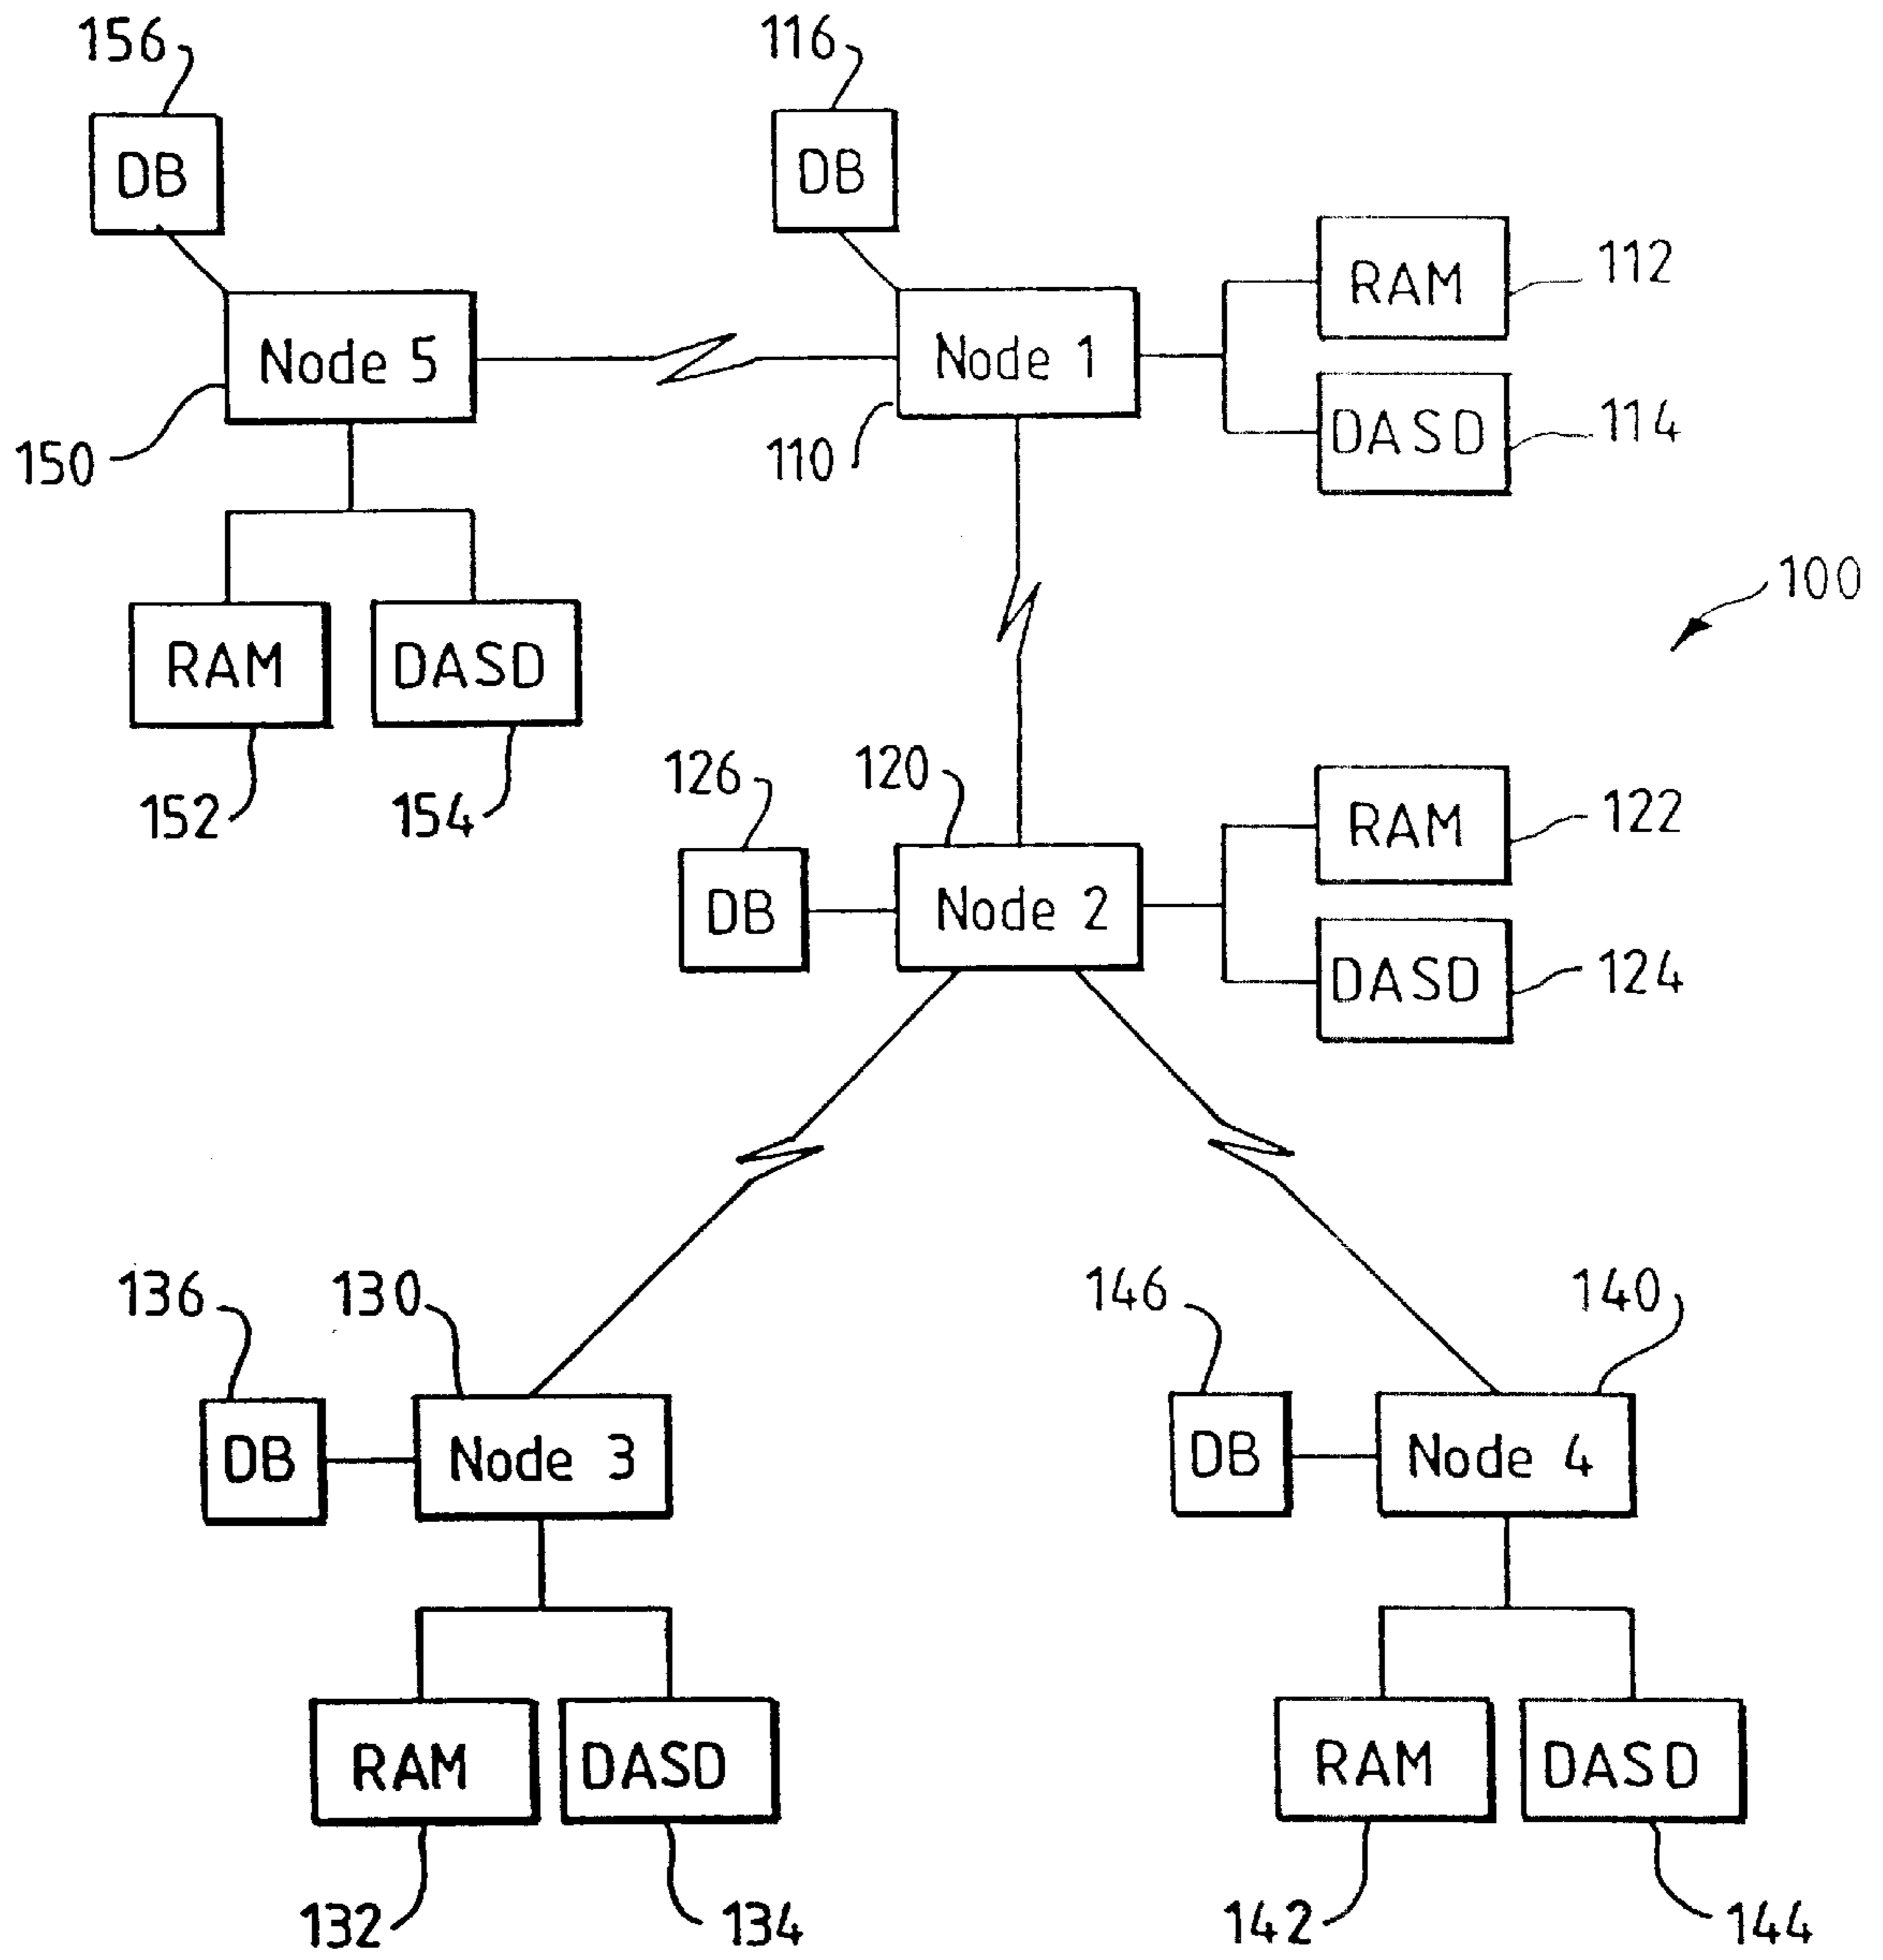 156
116
DB
DB
RAM
112
Node 5
Node 1
DASD
114
150
110
100
RAM
DASD
152
154
126
120
RAM
122
DB
Node 2
DASD
124
136
130
146
140
DB
Node 3
DB
Node 4
RAM
DASD
RAM
DASD
132
134
142
144